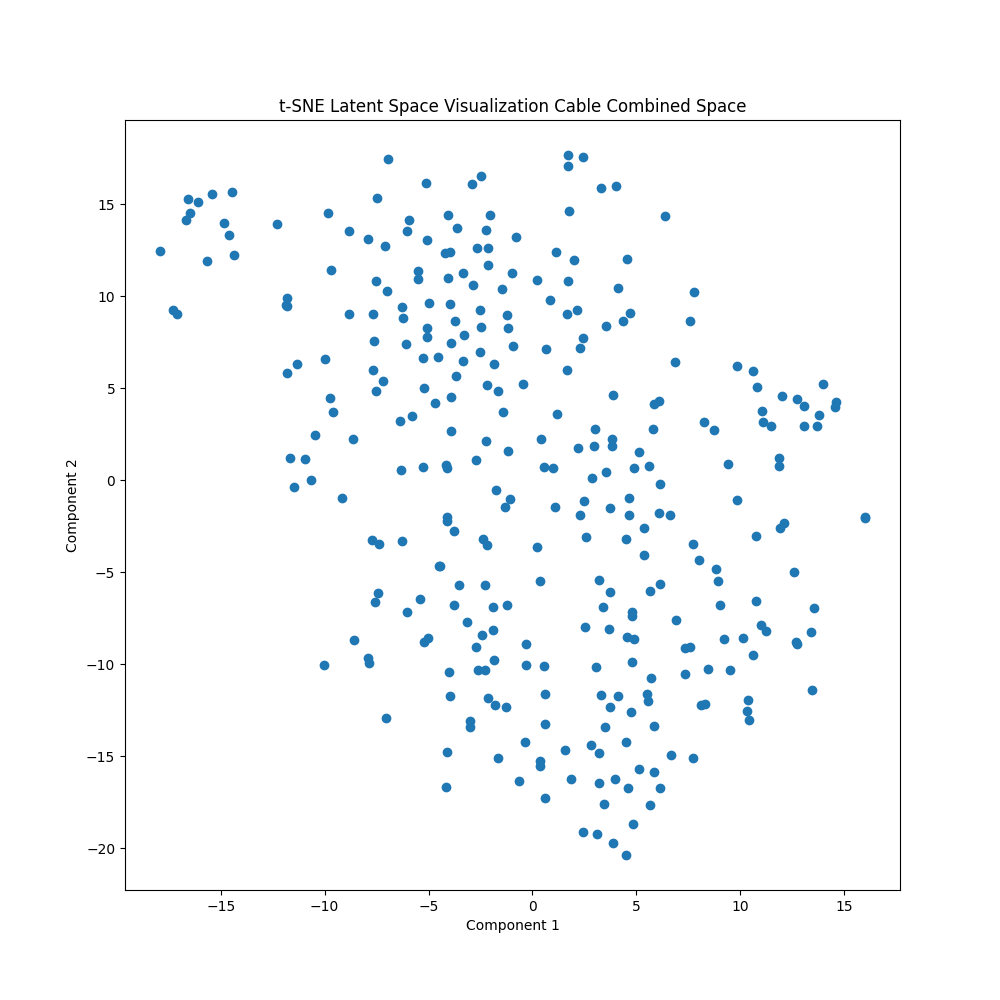 t-SNE Latent Space Visualization Cable Combined Space
15
10
5
0
−5
−10
−15
−20
Component 2
−15 −10 −5 0 5 10 15
Component 1